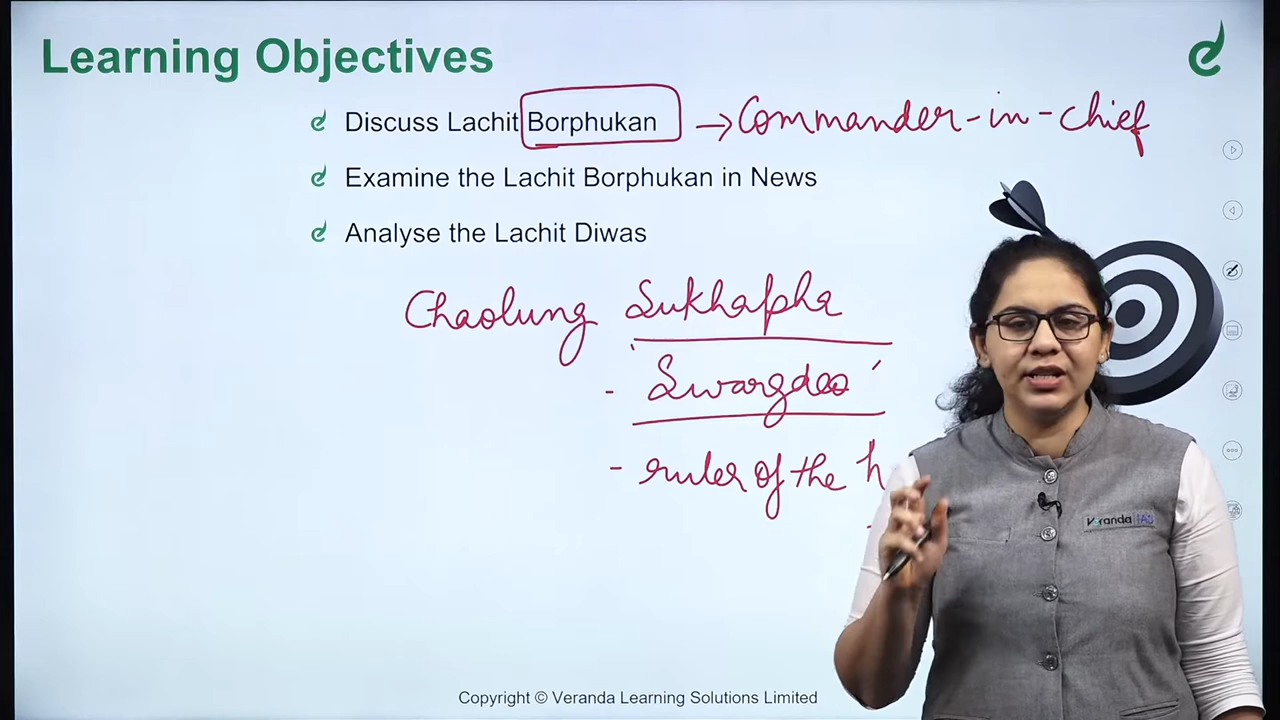 Learning Objectives
Discuss Lachit Borphukan → Commander-in-chief
Examine the Lachit Borphukan in News
Analyse the Lachit Diwas
Chaolung Sukhapha
- 'Swargdeo'
- ruler of the
Veranda IAS
Copyright © Veranda Learning Solutions Limited